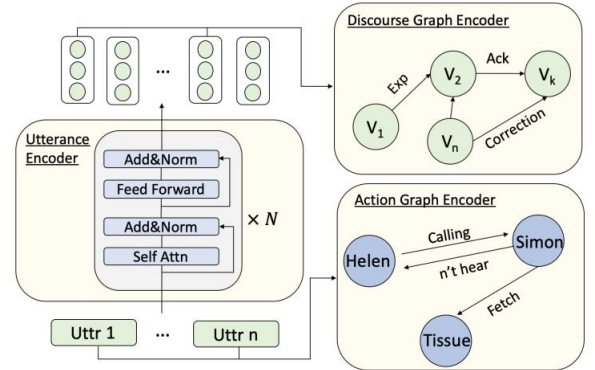 Discourse Graph Encoder
V1
Exp
V2
Ack
Vk
Vn
Correction
...
Utterance
Encoder
Add&Norm
Feed Forward
Add&Norm
Self Attn
× N
Uttr 1
...
Uttr n
Action Graph Encoder
Helen
Calling
n't hear
Simon
Fetch
Tissue